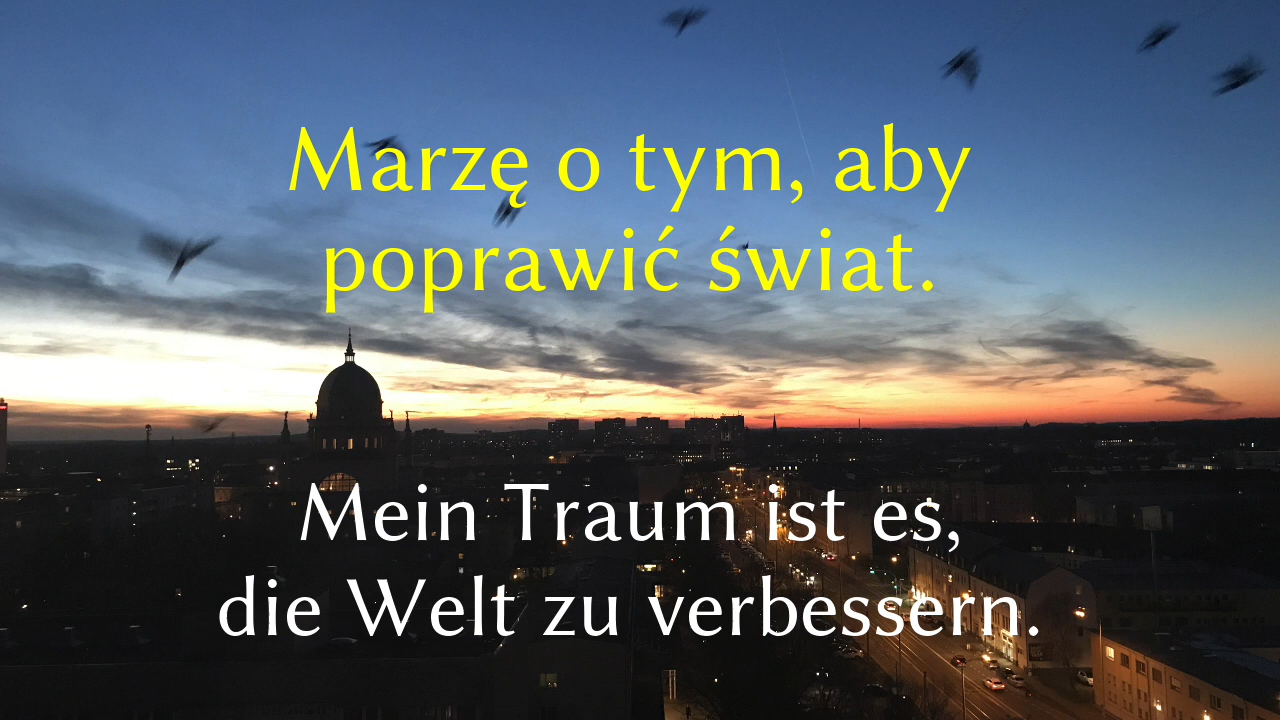 Marzę o tym, aby
poprawić świat.
Mein Traum ist es,
die Welt zu verbessern.